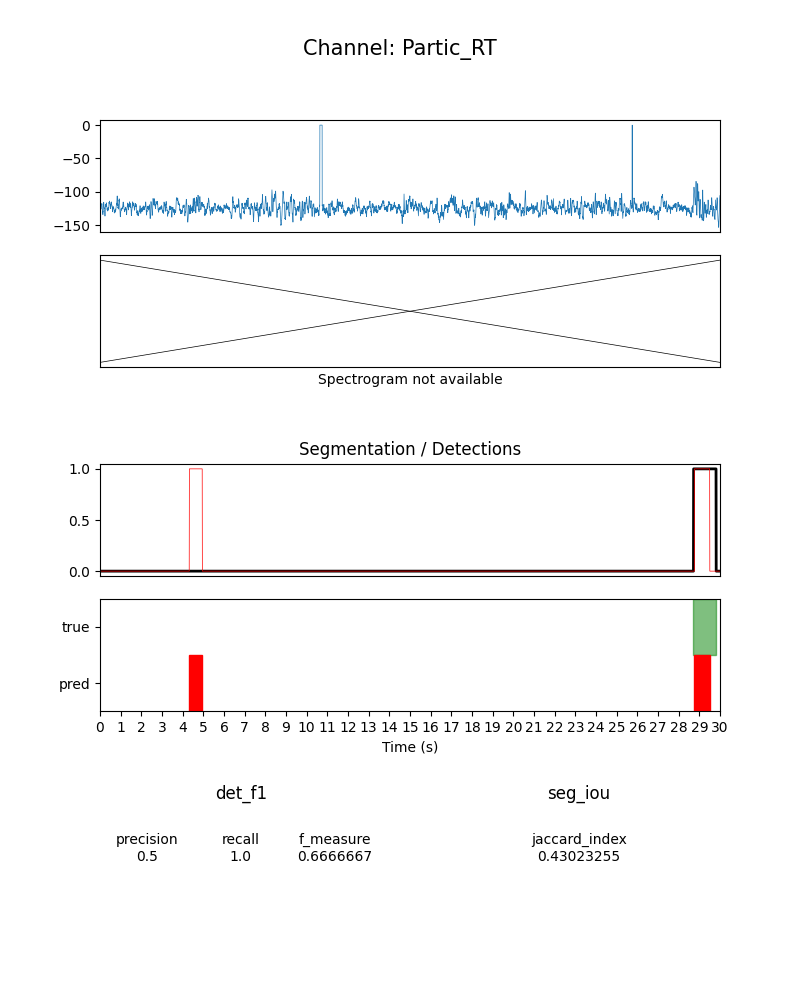 Channel: Partic_RT
0
−50
−100
−150
Spectrogram not available
Segmentation / Detections
1.0
0.5
0.0
true
pred
0 1 2 3 4 5 6 7 8 9 10 11 12 13 14 15 16 17 18 19 20 21 22 23 24 25 26 27 28 29 30
Time (s)
det_f1 seg_iou
precision recall f_measure jaccard_index
0.5 1.0 0.6666667 0.43023255